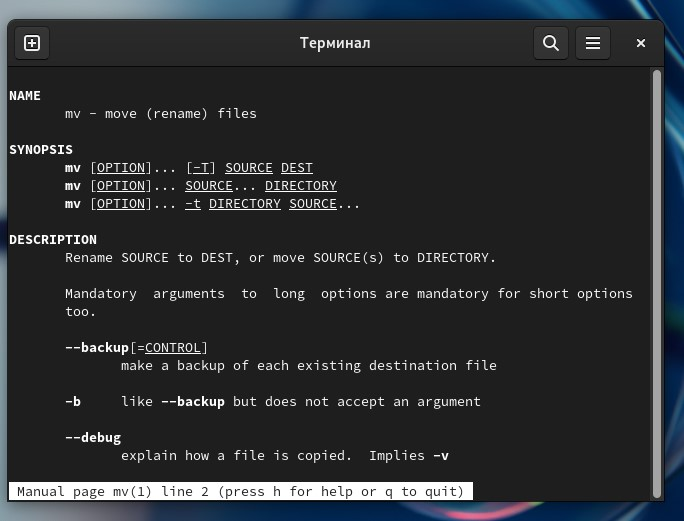 Терминал
NAME
mv - move (rename) files
SYNOPSIS
mv [OPTION]... [-T] SOURCE DEST
mv [OPTION]... SOURCE... DIRECTORY
mv [OPTION]... -t DIRECTORY SOURCE...
DESCRIPTION
Rename SOURCE to DEST, or move SOURCE(s) to DIRECTORY.
Mandatory  arguments  to  long  options are mandatory for short options
too.
--backup[=CONTROL]
make a backup of each existing destination file
-b     like --backup but does not accept an argument
--debug
explain how a file is copied.  Implies -v
Manual page mv(1) line 2 (press h for help or q to quit)